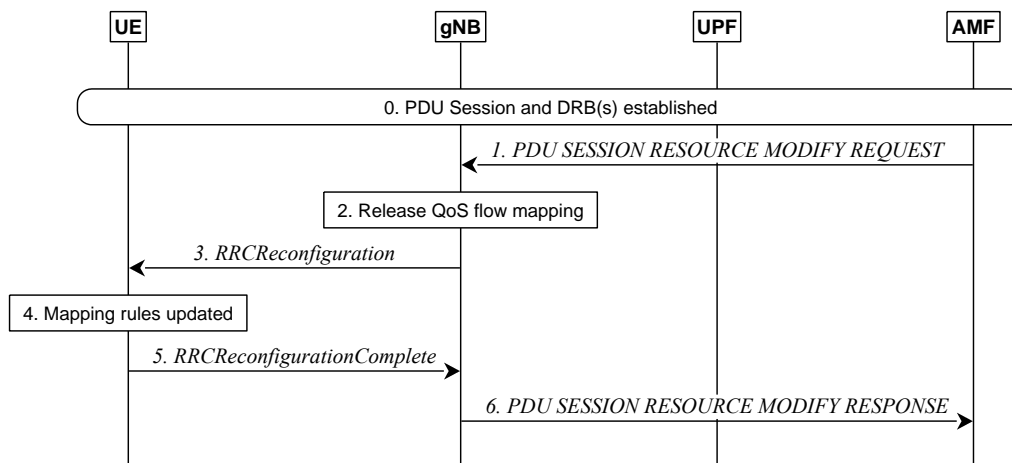 UE gNB UPF AMF
0. PDU Session and DRB(s) established
1. PDU SESSION RESOURCE MODIFY REQUEST
2. Release QoS flow mapping
3. RRCReconfiguration
4. Mapping rules updated
5. RRCReconfigurationComplete
6. PDU SESSION RESOURCE MODIFY RESPONSE